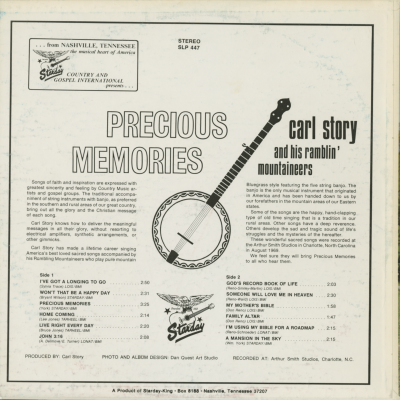 ... from NASHVILLE, TENNESSEE
the musical heart of America
Starday
COUNTRY AND
GOSPEL INTERNATIONAL
presents ...
STEREO
SLP 447
PRECIOUS
MEMORIES
carl story
and his ramblin'
mountaineers
Songs of faith and inspiration are expressed with
greatest sincerity and feeling by Country Music art-
ists and gospel groups. The traditional accompani-
ment of string instruments with banjo, as preferred
in the southern and rural areas of our great country,
bring out all the glory and the Christian message
of each song.
Carl Story knows how to deliver the meaningful
messages in all their glory, without resorting to
electrical amplifiers, synthetic arrangements, or
other gimmicks.
Carl Story has made a lifetime career singing
America's best loved sacred songs accompanied by
his Rambling Mountaineers who play pure mountain
Bluegrass style featuring the five string banjo. The
banjo is the only musical instrument that originated
in America and has been handed down to us by
our forefathers in the mountain areas of our Eastern
states.
Some of the songs are the happy, hand-clapping,
type of old time singing that is a tradition in our
rural areas. Other songs have a deep reverence.
Others develop the sad and tragic sound of life's
struggles and the mysteries of the hereafter.
These wonderful sacred songs were recorded at
the Arthur Smith Studios in Charlotte, North Carolina
in August 1969.
We feel sure they will bring Precious Memories
to all who hear them.
Side 1
I'VE GOT A LONGING TO GO 3:50
WON'T THAT BE A HAPPY DAY 2:31
PRECIOUS MEMORIES 3:25
HOME COMING 2:14
LIVE RIGHT EVERY DAY 2:20
JOHN 3:16 2:58
Starday
Side 2
GOD'S RECORD BOOK OF LIFE 2:03
SOMEONE WILL LOVE ME IN HEAVEN 2:30
MY MOTHER'S BIBLE 2:09
FAMILY ALTAR 2:47
I'M USING MY BIBLE FOR A ROADMAP 2:15
A MANSION IN THE SKY 2:15
PRODUCED BY: Carl Story PHOTO AND ALBUM DESIGN: Dan Quest Art Studio RECORDED AT: Arthur Smith Studios, Charlotte, N.C.
A Product of Starday-King • Box 8188 • Nashville, Tennessee 37207